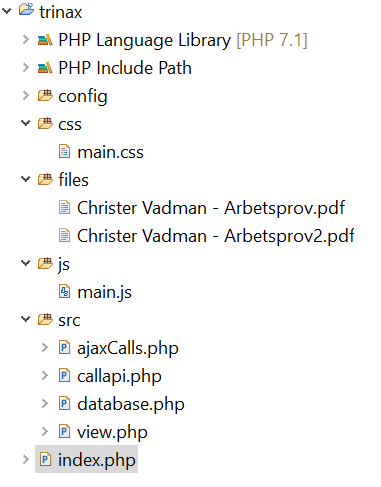 trinax
PHP Language Library [PHP 7.1]
PHP Include Path
config
css
main.css
files
Christer Vadman - Arbetsprov.pdf
Christer Vadman - Arbetsprov2.pdf
js
main.js
src
ajaxCalls.php
callapi.php
database.php
view.php
index.php